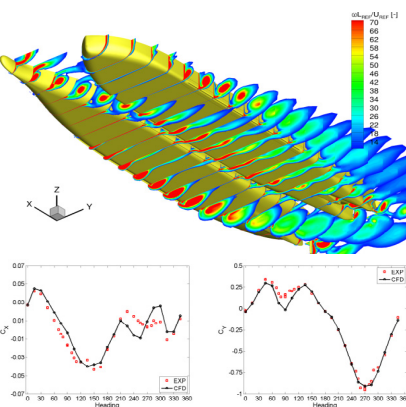 ωL_REF/U_REF [-]
70
66
62
58
54
50
46
42
38
34
30
26
22
18
14
Z
X Y
0.07
0.05
0.03
0.01
-0.01
-0.03
-0.05
-0.07
C_X
EXP
CFD
0 30 60 90 120 150 180 210 240 270 300 330 360
Heading
0.5
0.25
0
-0.25
-0.5
-0.75
-1
C_Y
EXP
CFD
0 30 60 90 120 150 180 210 240 270 300 330 360
Heading